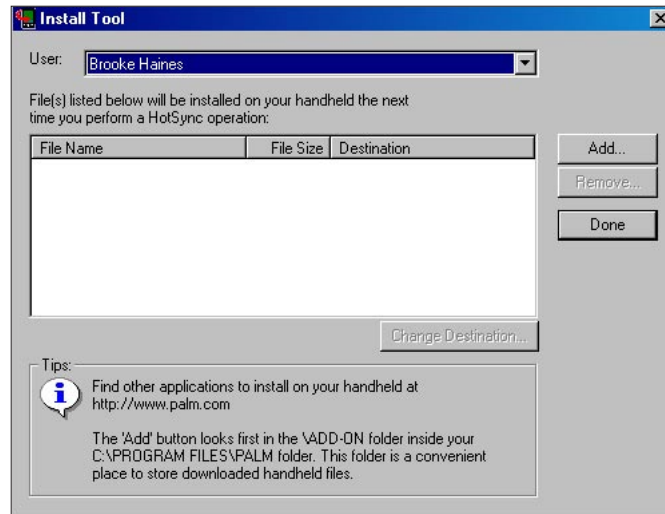 Install Tool
User: Brooke Haines
File(s) listed below will be installed on your handheld the next
time you perform a HotSync operation:
File Name File Size Destination
Add...
Remove...
Done
Change Destination...
Tips:
Find other applications to install on your handheld at
http://www.palm.com
The 'Add' button looks first in the \ADD-ON folder inside your
C:\PROGRAM FILES\PALM folder. This folder is a convenient
place to store downloaded handheld files.